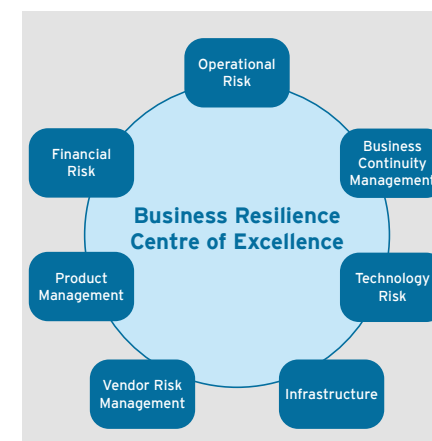 Operational
Risk
Business
Continuity
Management
Financial
Risk
Business Resilience
Centre of Excellence
Product
Management
Technology
Risk
Vendor Risk
Management
Infrastructure